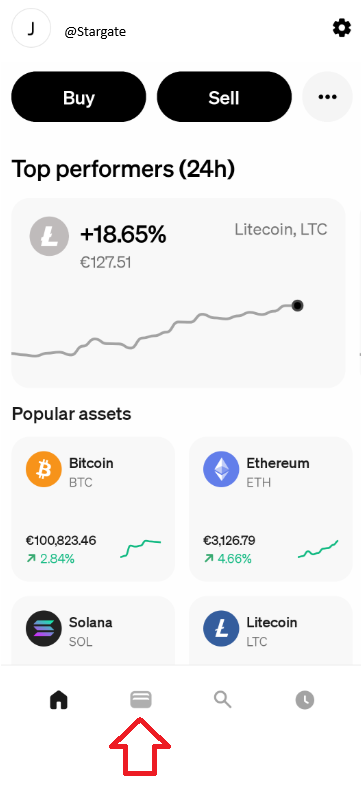 J
@Stargate
Buy
Sell
Top performers (24h)
+18.65%
Litecoin, LTC
€127.51
Popular assets
Bitcoin
BTC
€100,823.46
2.84%
Ethereum
ETH
€3,126.79
4.66%
Solana
SOL
Litecoin
LTC